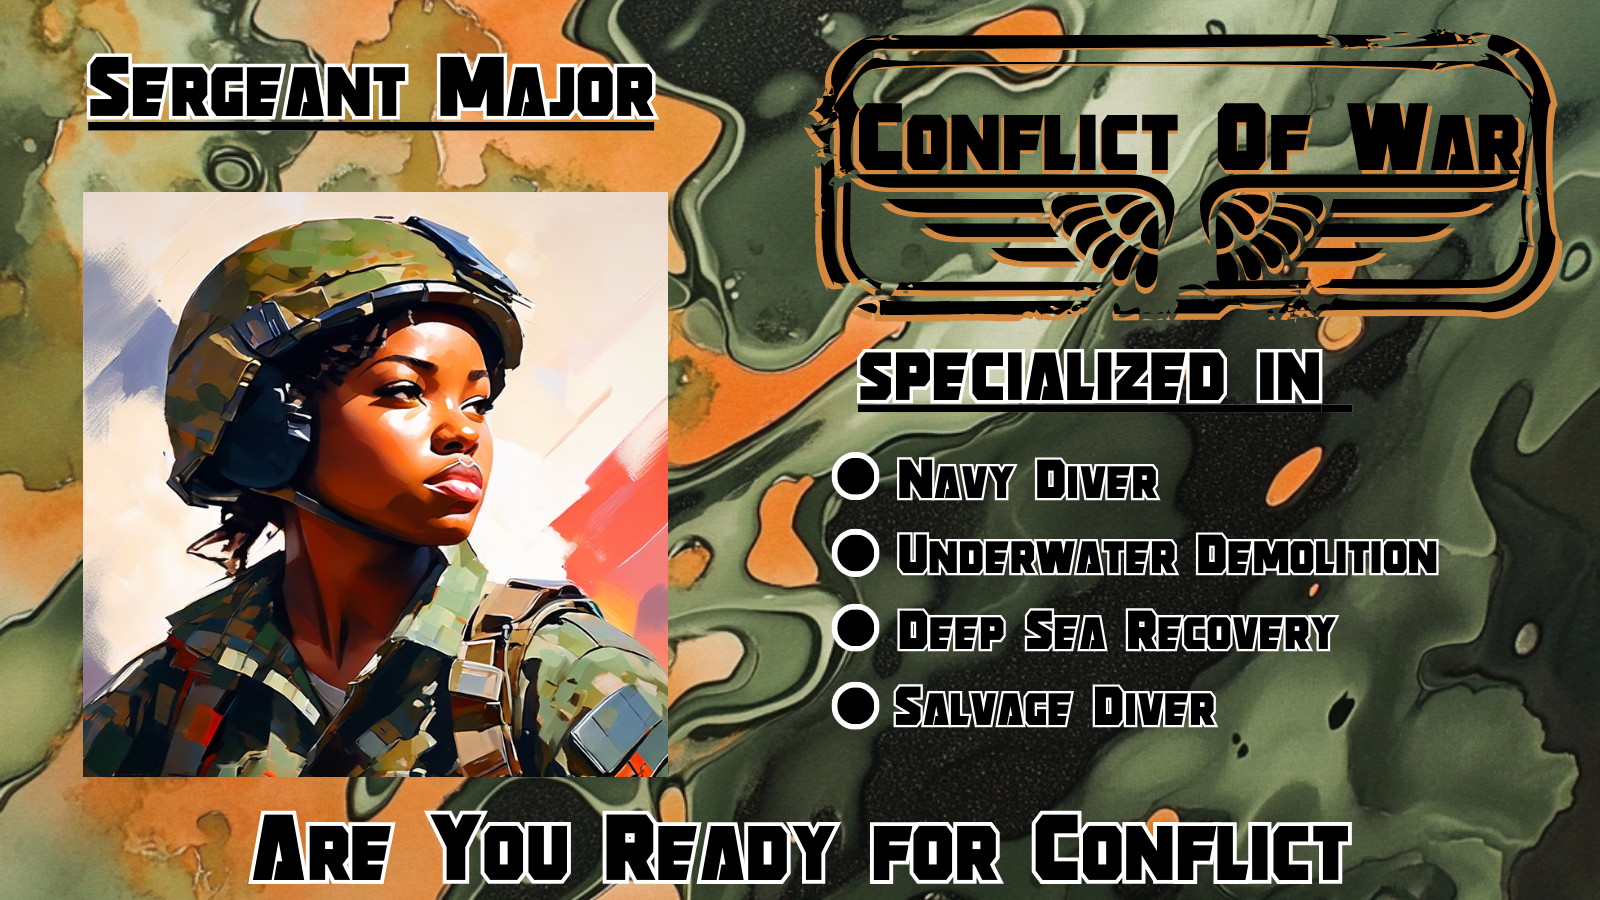 Sergeant Major
Conflict Of War
SPECIALIZED IN
Navy Diver
Underwater Demolition
Deep Sea Recovery
Salvage Diver
Are You Ready for Conflict